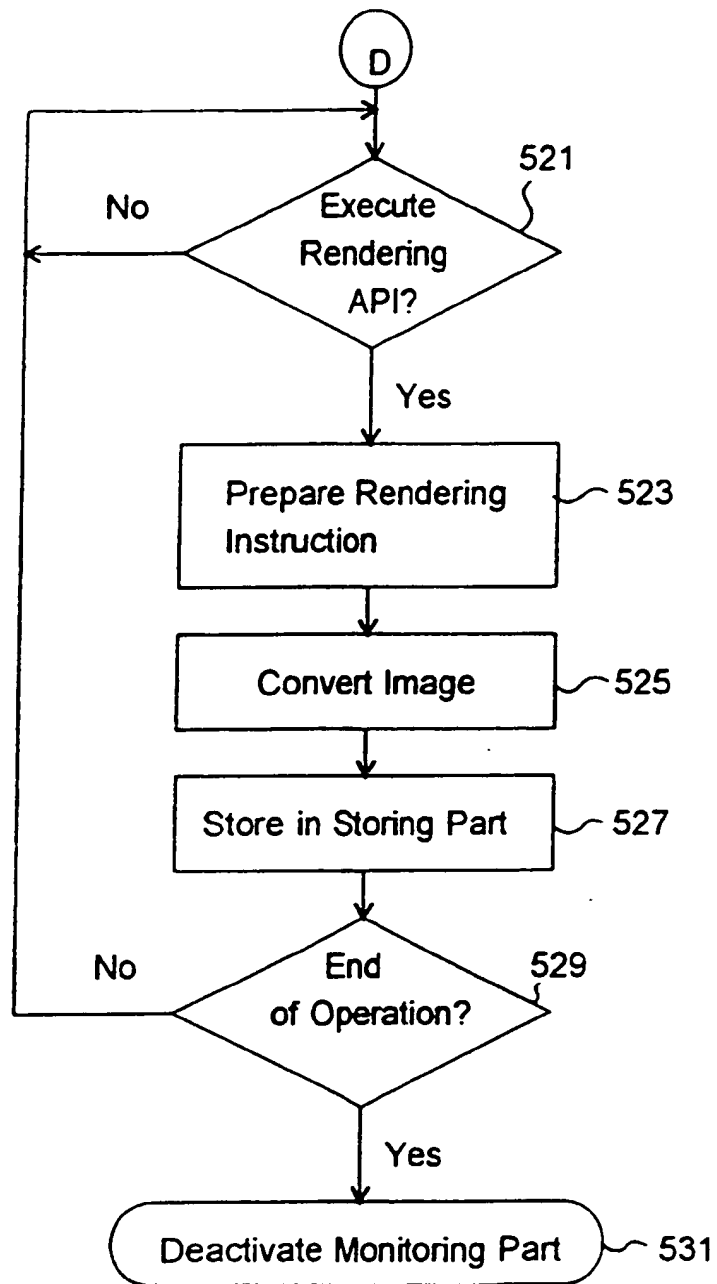 D
521
No
Execute
Rendering
API?
Yes
Prepare Rendering
Instruction
523
Convert Image
525
Store in Storing Part
527
No
End
of Operation?
529
Yes
Deactivate Monitoring Part
531